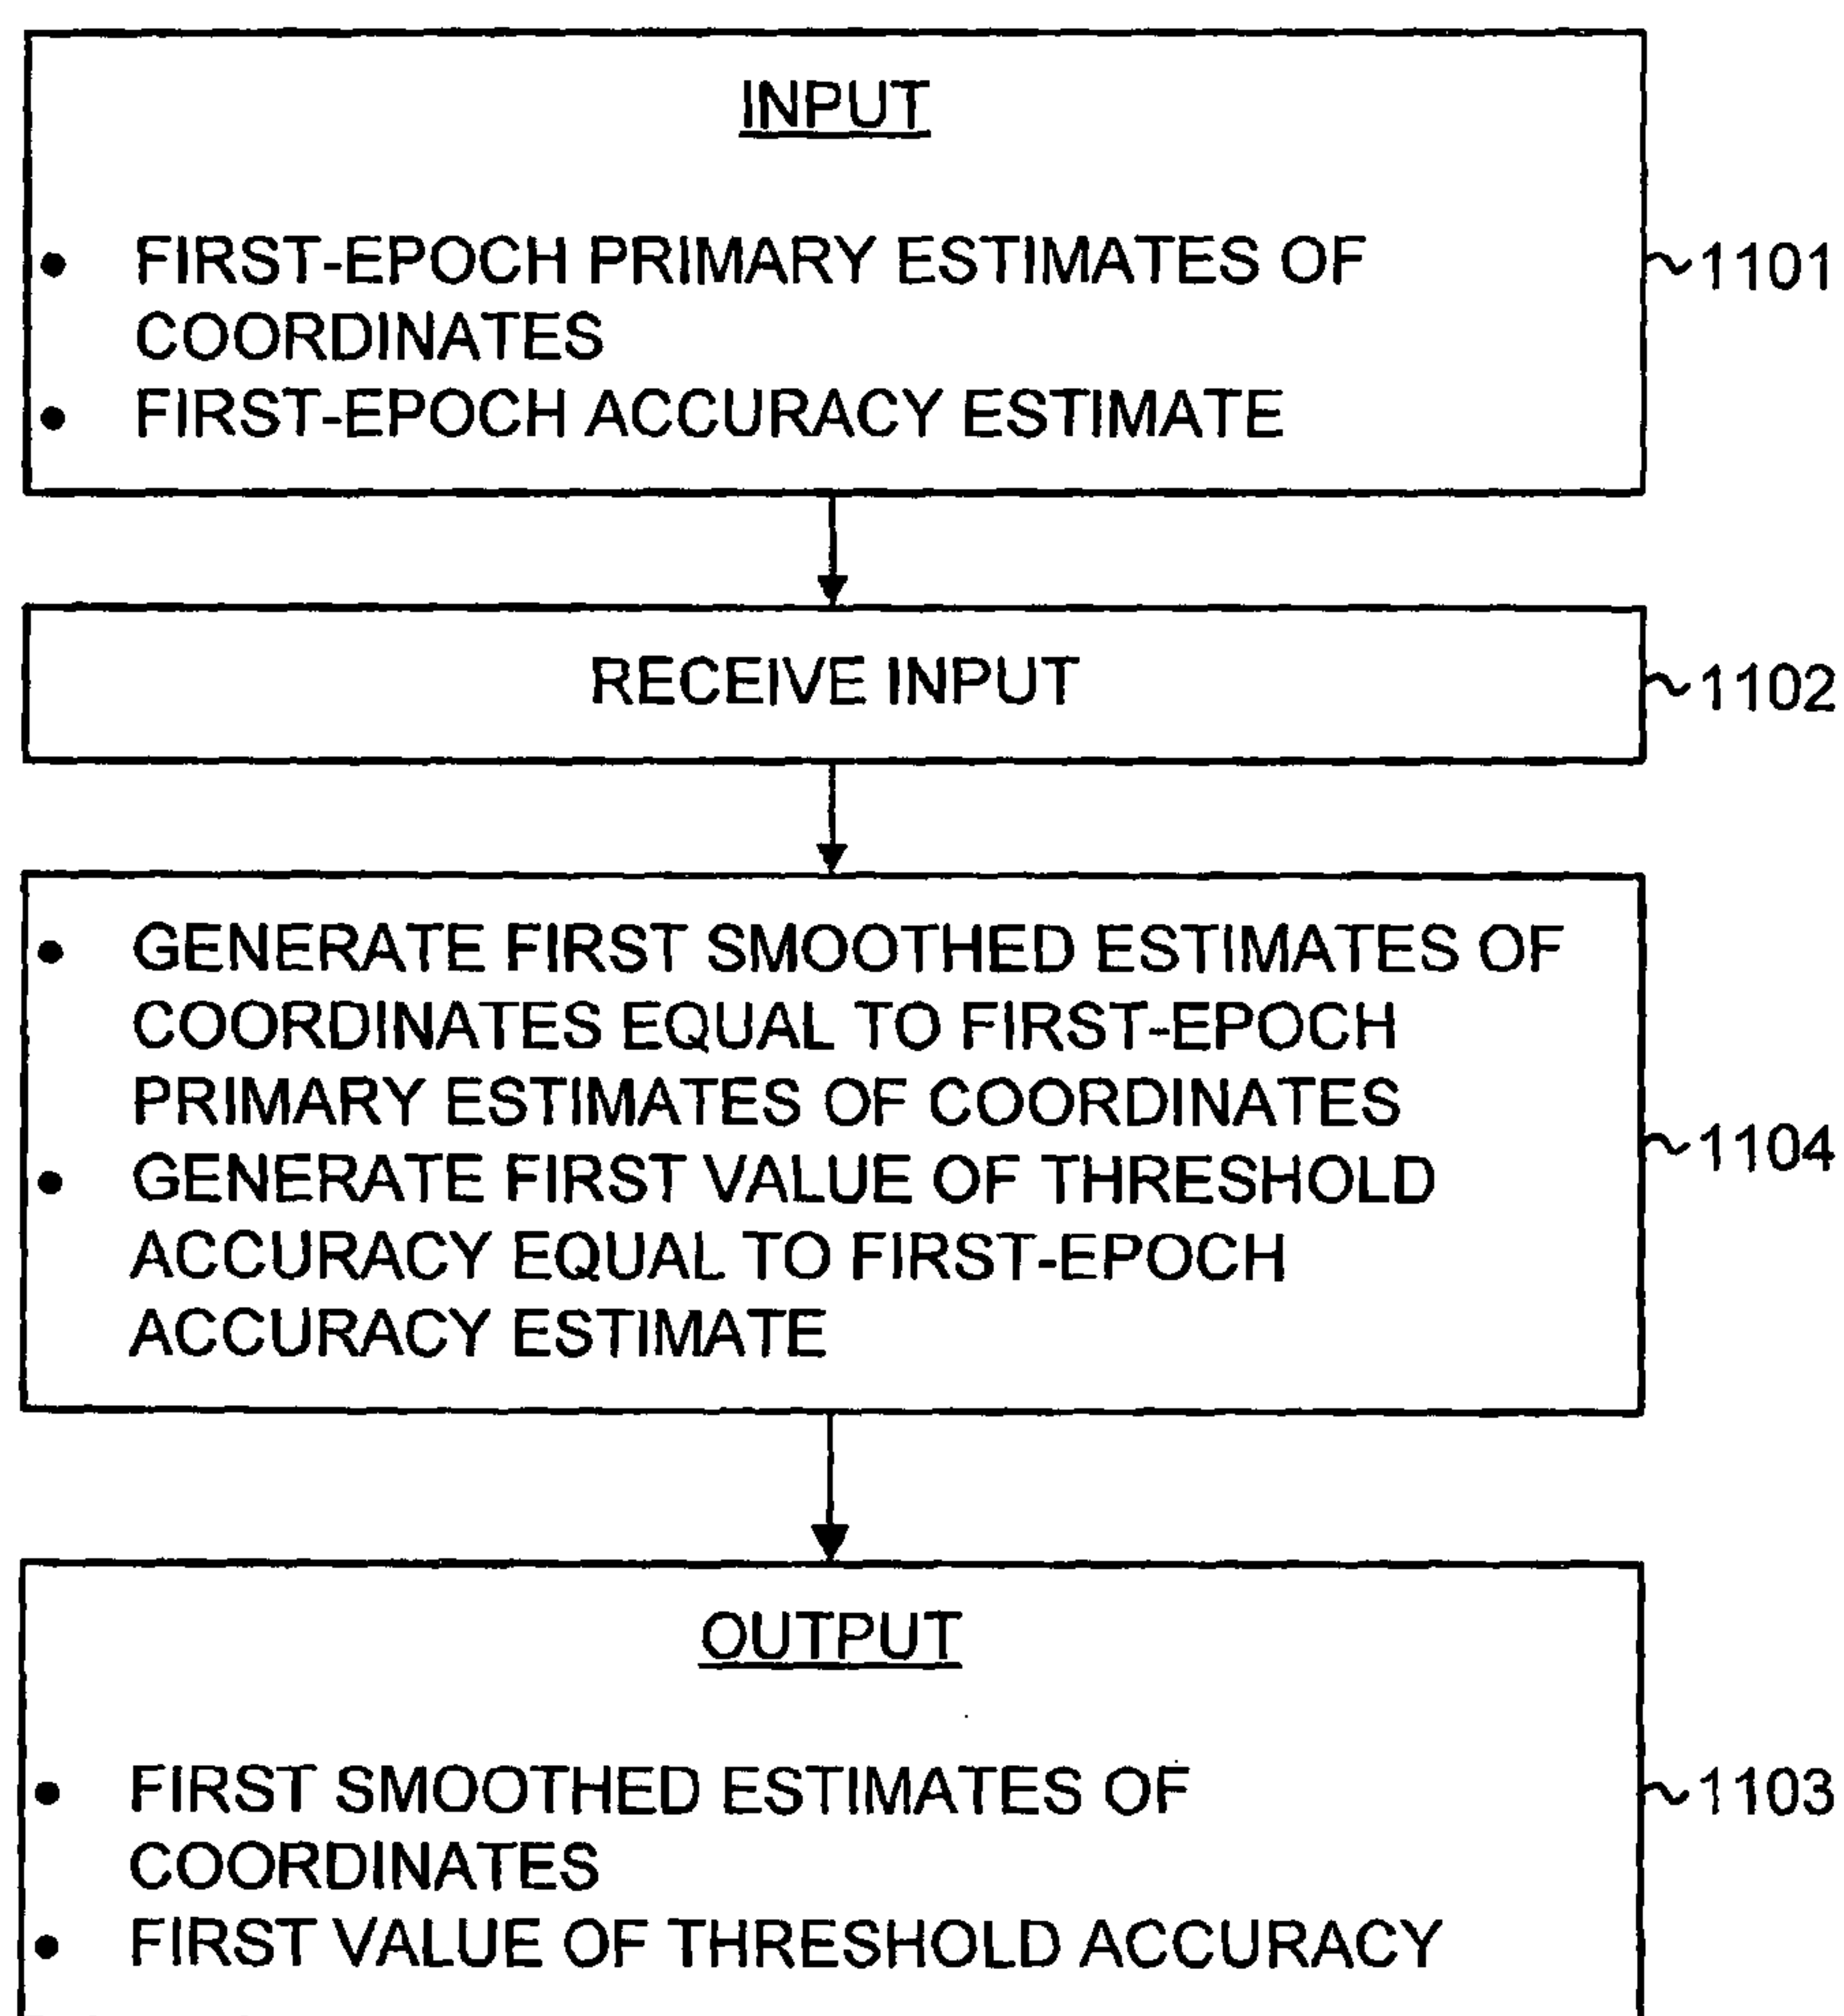 INPUT
• FIRST-EPOCH PRIMARY ESTIMATES OF
COORDINATES
• FIRST-EPOCH ACCURACY ESTIMATE
1101
RECEIVE INPUT
1102
• GENERATE FIRST SMOOTHED ESTIMATES OF
COORDINATES EQUAL TO FIRST-EPOCH
PRIMARY ESTIMATES OF COORDINATES
• GENERATE FIRST VALUE OF THRESHOLD
ACCURACY EQUAL TO FIRST-EPOCH
ACCURACY ESTIMATE
1104
OUTPUT
• FIRST SMOOTHED ESTIMATES OF
COORDINATES
• FIRST VALUE OF THRESHOLD ACCURACY
1103